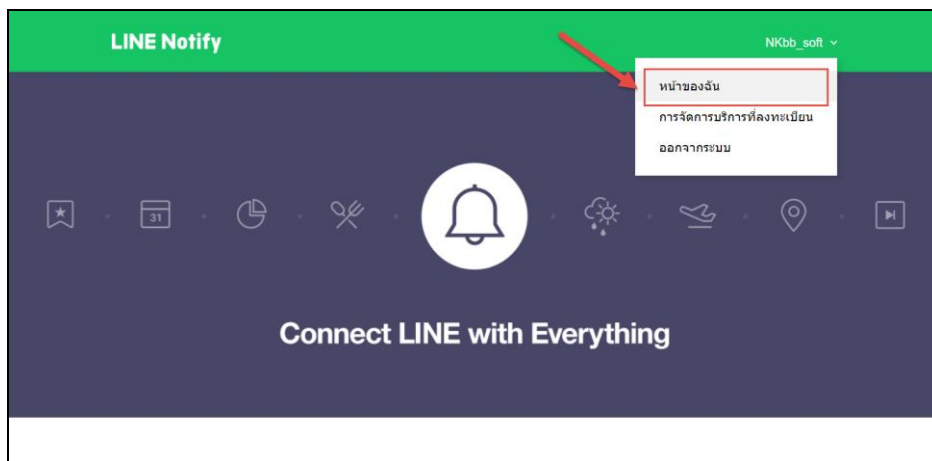 LINE Notify
NKbb_soft
หน้าของฉัน
การจัดการบริการที่ลงทะเบียน
ออกจากระบบ
31
Connect LINE with Everything